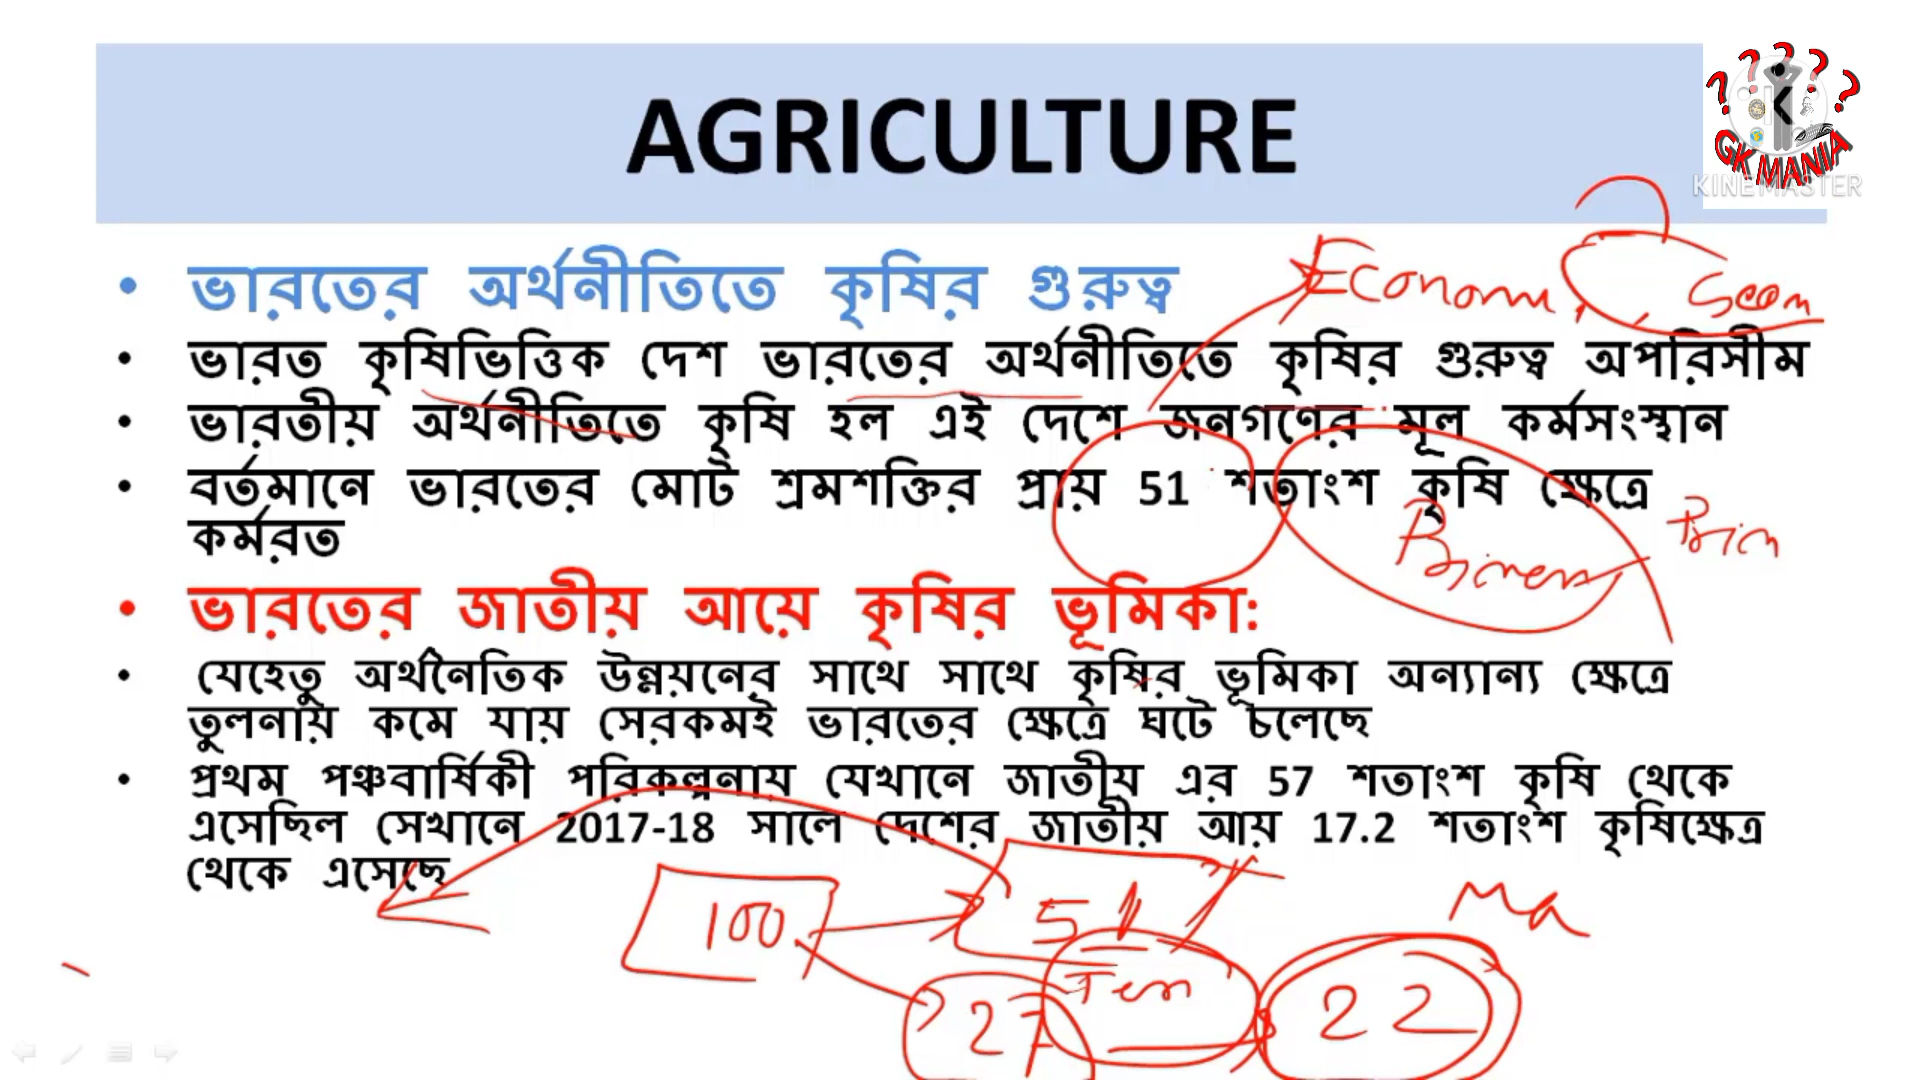 AGRICULTURE
GK MANIA
KINEMASTER
• ভারতের অর্থনীতিতে কৃষির গুরুত্ব
Econom
• ভারত কৃষিভিত্তিক দেশ ভারতের অর্থনীতিতে কৃষির গুরুত্ব অপরিসীম
• ভারতীয় অর্থনীতিতে কৃষি হল এই দেশে জনগণের মূল কর্মসংস্থান
• বর্তমানে ভারতের মোট শ্রমশক্তির প্রায় 51 শতাংশ কৃষি ক্ষেত্রে
কর্মরত
• ভারতের জাতীয় আয়ে কৃষির ভূমিকা:
• যেহেতু অর্থনৈতিক উন্নয়নের সাথে সাথে কৃষির ভূমিকা অন্যান্য ক্ষেত্রে
তুলনায় কমে যায় সেরকমই ভারতের ক্ষেত্রে ঘটে চলেছে
• প্রথম পঞ্চবার্ষিকী পরিকল্পনায় যেখানে জাতীয় এর 57 শতাংশ কৃষি থেকে
এসেছিল সেখানে 2017-18 সালে দেশের জাতীয় আয় 17.2 শতাংশ কৃষিক্ষেত্র
থেকে এসেছে
100 51
27 22